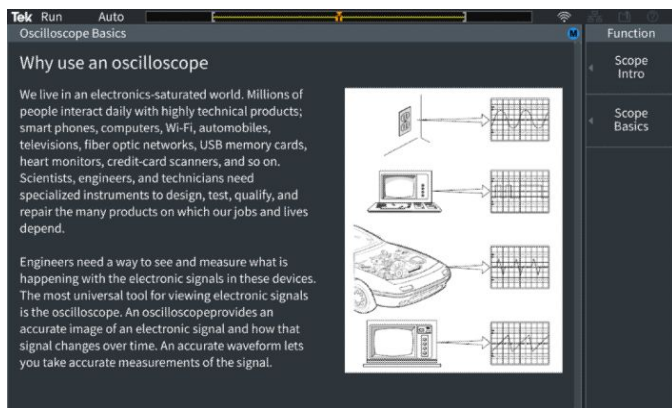 Tek Run Auto
Oscilloscope Basics
M
Function
Why use an oscilloscope
Scope
Intro
Scope
Basics
We live in an electronics-saturated world. Millions of
people interact daily with highly technical products;
smart phones, computers, Wi-Fi, automobiles,
televisions, fiber optic networks, USB memory cards,
heart monitors, credit-card scanners, and so on.
Scientists, engineers, and technicians need
specialized instruments to design, test, qualify, and
repair the many products on which our jobs and lives
depend.
Engineers need a way to see and measure what is
happening with the electronic signals in these devices.
The most universal tool for viewing electronic signals
is the oscilloscope. An oscilloscopeprovides an
accurate image of an electronic signal and how that
signal changes over time. An accurate waveform lets
you take accurate measurements of the signal.